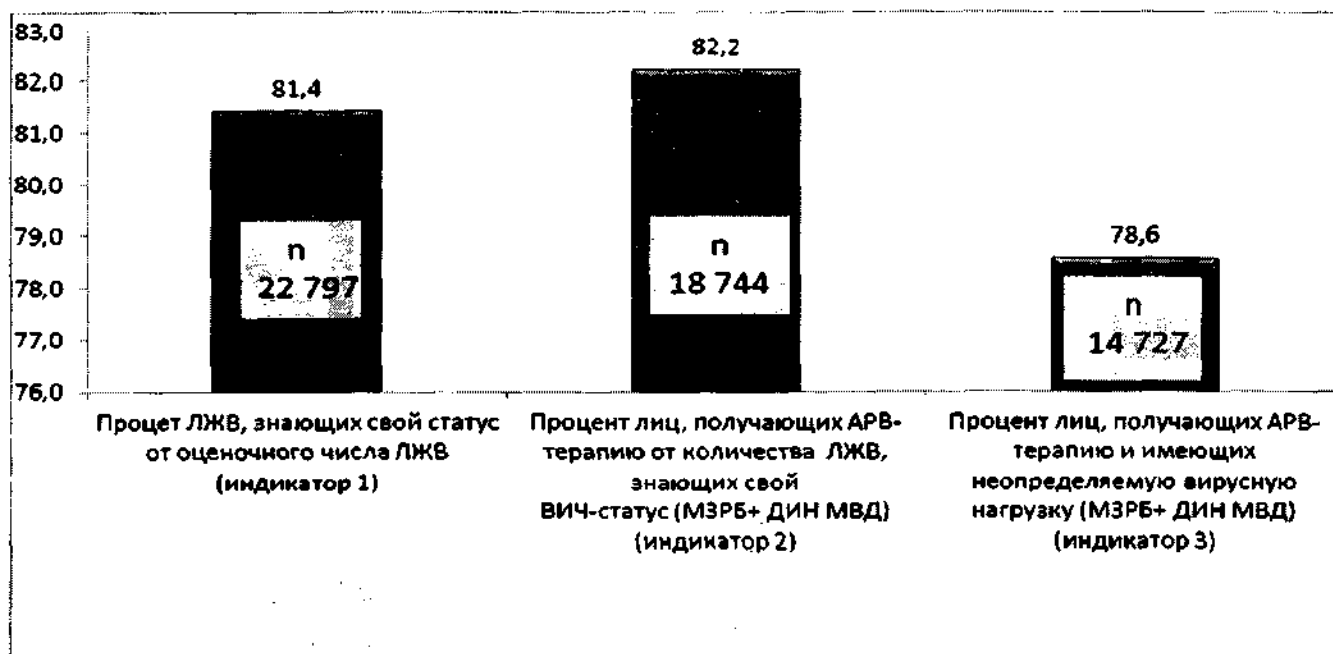 83,0
82,0
81,0
80,0
79,0
78,0
77,0
76,0
81,4
82,2
78,6
n
22 797
n
18 744
n
14 727
Процет ЛЖВ, знающих свой статус
от оценочного числа ЛЖВ
(индикатор 1)
Процент лиц, получающих АРВ-
терапию от количества ЛЖВ,
знающих свой
ВИЧ-статус (МЗРБ+ ДИН МВД)
(индикатор 2)
Процент лиц, получающих АРВ-
терапию и имеющих
неопределяемую вирусную
нагрузку (МЗРБ+ ДИН МВД)
(индикатор 3)